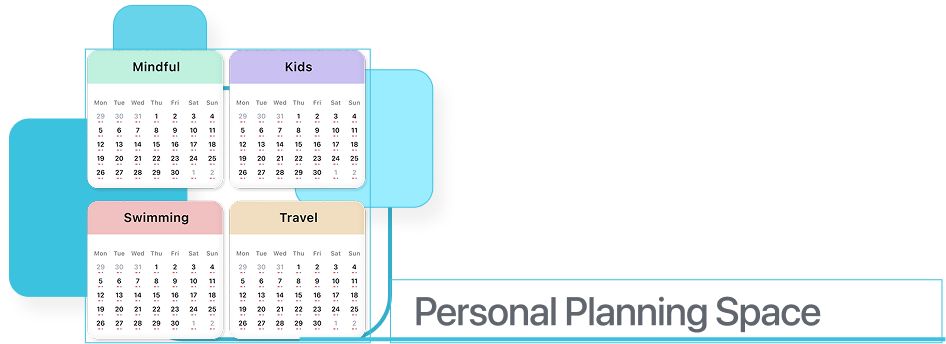 Mindful
Mon Tue Wed Thu Fri Sat Sun
29 30 31 1 2 3 4
5 6 7 8 9 10 11
12 13 14 15 16 17 18
19 20 21 22 23 24 25
26 27 28 29 30 1 2
Kids
Mon Tue Wed Thu Fri Sat Sun
29 30 31 1 2 3 4
5 6 7 8 9 10 11
12 13 14 15 16 17 18
19 20 21 22 23 24 25
26 27 28 29 30 1 2
Swimming
Mon Tue Wed Thu Fri Sat Sun
29 30 31 1 2 3 4
5 6 7 8 9 10 11
12 13 14 15 16 17 18
19 20 21 22 23 24 25
26 27 28 29 30 1 2
Travel
Mon Tue Wed Thu Fri Sat Sun
29 30 31 1 2 3 4
5 6 7 8 9 10 11
12 13 14 15 16 17 18
19 20 21 22 23 24 25
26 27 28 29 30 1 2
Personal Planning Space